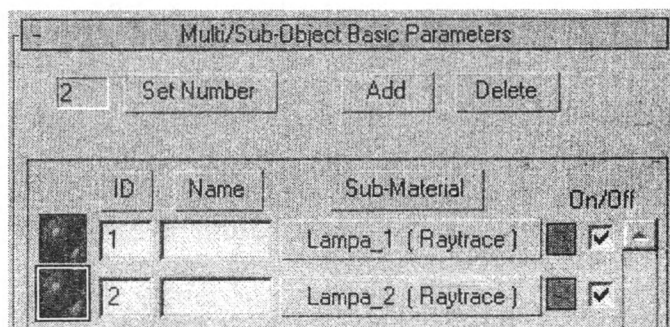 - Multi/Sub-Object Basic Parameters
2 Set Number Add Delete
ID Name Sub-Material On/Off
1 Lampa_1 ( Raytrace )
2 Lampa_2 ( Raytrace )